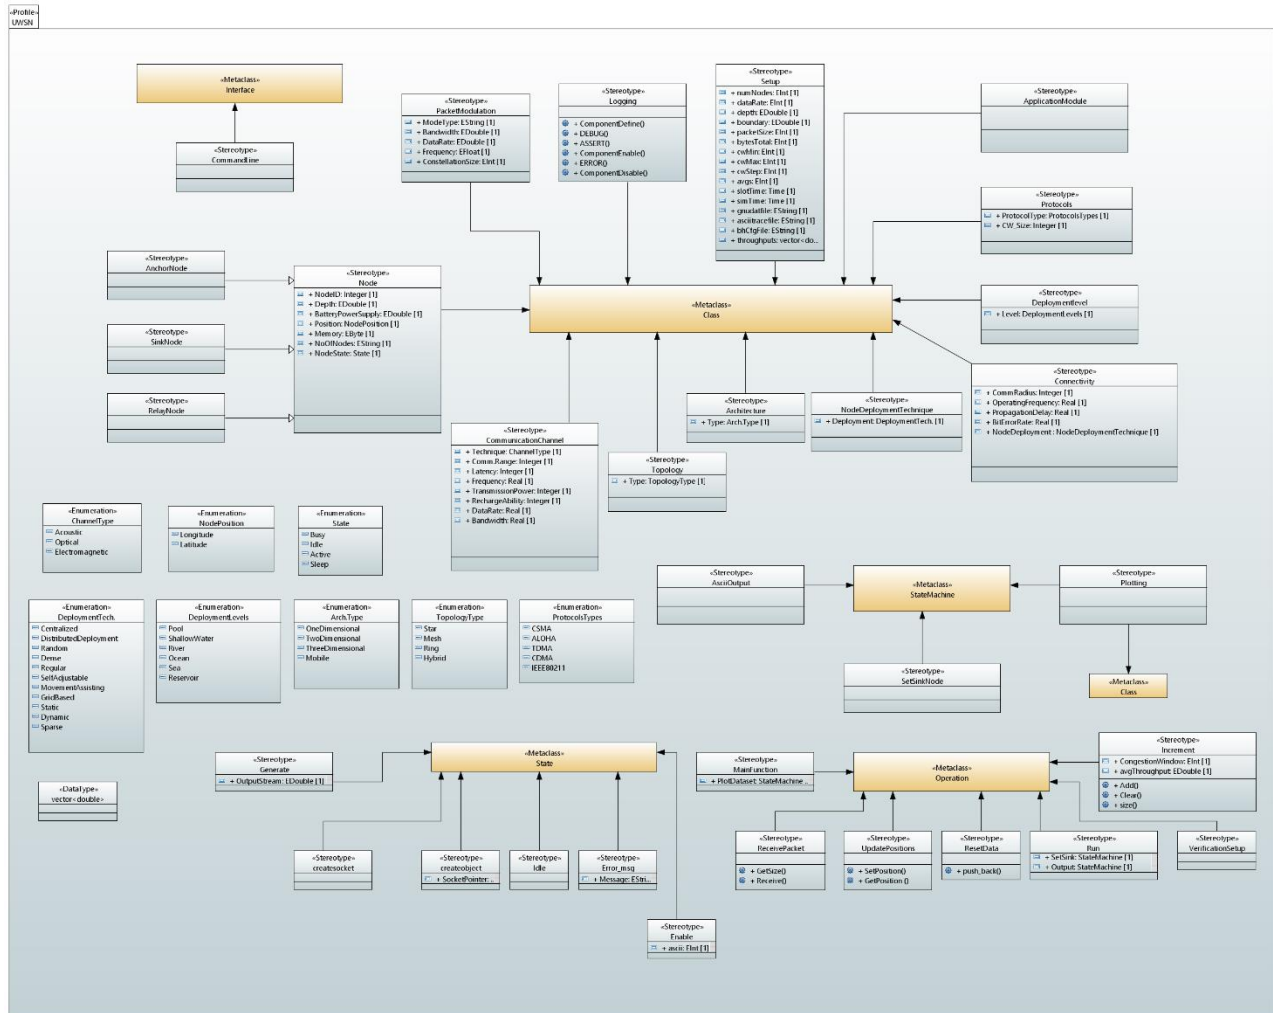 «Profile»
UWSN
«Metaclass»
Interface
«Stereotype»
CommandLine
«Stereotype»
PacketModulation
+ ModeType: EString [1]
+ Bandwidth: EDouble [1]
+ DataRate: EDouble [1]
+ Frequency: EFloat [1]
+ ConstellationSize: EInt [1]
«Stereotype»
Logging
+ ComponentDefine()
+ DEBUG()
+ ASSERT()
+ ComponentEnable()
+ ERROR()
+ ComponentDisable()
«Stereotype»
Setup
+ numNodes: EInt [1]
+ dataRate: EInt [1]
+ depth: EDouble [1]
+ boundary: EDouble [1]
+ packetSize: EInt [1]
+ bytesTotal: EInt [1]
+ cwMin: EInt [1]
+ cwMax: EInt [1]
+ cwStep: EInt [1]
+ avgs: EInt [1]
+ slotTime: Time [1]
+ simTime: Time [1]
+ gnudatfile: EString [1]
+ asciitracefile: EString [1]
+ bhCfgFile: EString [1]
+ throughputs: vector<do...
«Stereotype»
ApplicationModule
«Stereotype»
Protocols
+ ProtocolType: ProtocolsTypes [1]
+ CW_Size: Integer [1]
«Stereotype»
AnchorNode
«Stereotype»
SinkNode
«Stereotype»
RelayNode
«Stereotype»
Node
+ NodeID: Integer [1]
+ Depth: EDouble [1]
+ BatteryPowerSupply: EDouble [1]
+ Position: NodePosition [1]
+ Memory: EByte [1]
+ NoOfNodes: EString [1]
+ NodeState: State [1]
«Metaclass»
Class
«Stereotype»
Deploymentlevel
+ Level: DeploymentLevels [1]
«Stereotype»
Connectivity
+ CommRadius: Integer [1]
+ OperatingFrequency: Real [1]
+ PropagationDelay: Real [1]
+ BitErrorRate: Real [1]
+ NodeDeployment : NodeDeploymentTechnique [1]
«Stereotype»
CommunicationChannel
+ Technique: ChannelType [1]
+ Comm.Range: Integer [1]
+ Latency: Integer [1]
+ Frequency: Real [1]
+ TransmissionPower: Integer [1]
+ RechargeAbility: Integer [1]
+ DataRate: Real [1]
+ Bandwidth: Real [1]
«Stereotype»
Topology
+ Type: TopologyType [1]
«Stereotype»
Architecture
+ Type: Arch.Type [1]
«Stereotype»
NodeDeploymentTechnique
+ Deployment: DeploymentTech. [1]
«Enumeration»
ChannelType
Acoustic
Optical
Electromagnetic
«Enumeration»
NodePosition
Longitude
Latitude
«Enumeration»
State
Busy
Idle
Active
Sleep
«Enumeration»
DeploymentTech.
Centralized
DistributedDeployment
Random
Dense
Regular
SelfAdjustable
MovementAssisting
GridBased
Static
Dynamic
Sparse
«Enumeration»
DeploymentLevels
Pool
ShallowWater
River
Ocean
Sea
Reservoir
«Enumeration»
Arch.Type
OneDimensional
TwoDimensional
ThreeDimensional
Mobile
«Enumeration»
TopologyType
Star
Mesh
Ring
Hybrid
«Enumeration»
ProtocolsTypes
CSMA
ALOHA
TDMA
CDMA
IEEE80211
«Stereotype»
AsciiOutput
«Metaclass»
StateMachine
«Stereotype»
Plotting
«Stereotype»
SetSinkNode
«Metaclass»
Class
«DataType»
vector<double>
«Stereotype»
Generate
+ OutputStream: EDouble [1]
«Metaclass»
State
«Stereotype»
createsocket
«Stereotype»
createobject
+ SocketPointer: ..
«Stereotype»
Idle
«Stereotype»
Error_msg
+ Message: EStri...
«Stereotype»
Enable
+ ascii: EInt [1]
«Stereotype»
MainFunction
+ PlotDataset: StateMachine ..
«Metaclass»
Operation
«Stereotype»
Increment
+ CongestionWindow: EInt [1]
+ avgThroughput: EDouble [1]
+ Add()
+ Clear()
+ size()
«Stereotype»
ReceivePacket
+ GetSize()
+ Receive()
«Stereotype»
UpdatePositions
+ SetPosition()
+ GetPosition ()
«Stereotype»
ResetData
+ push_back()
«Stereotype»
Run
+ SetSink: StateMachine [1]
+ Output: StateMachine [1]
«Stereotype»
VerificationSetup